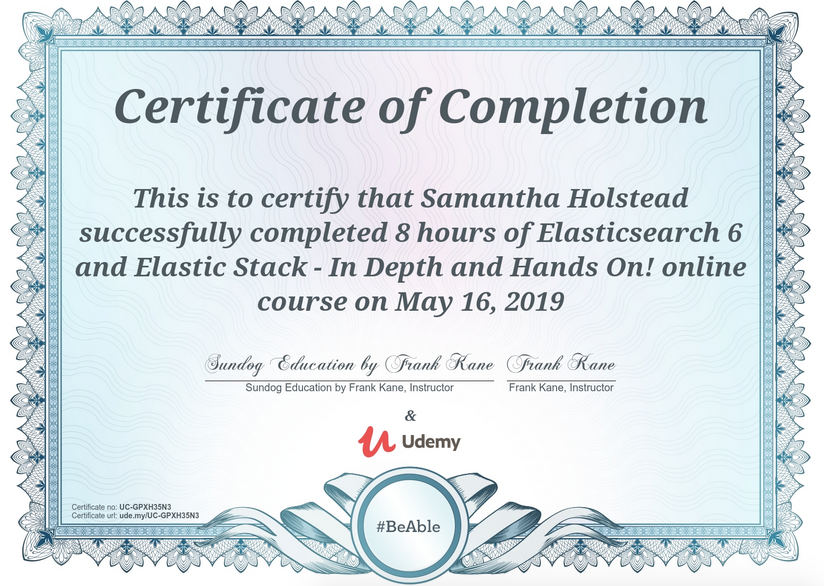 Certificate of Completion
This is to certify that Samantha Holstead
successfully completed 8 hours of Elasticsearch 6
and Elastic Stack - In Depth and Hands On! online
course on May 16, 2019
Sundog Education by Frank Kane Frank Kane
Sundog Education by Frank Kane, Instructor Frank Kane, Instructor
&
Udemy
Certificate no: UC-GPXH35N3
Certificate url: ude.my/UC-GPXH35N3
#BeAble